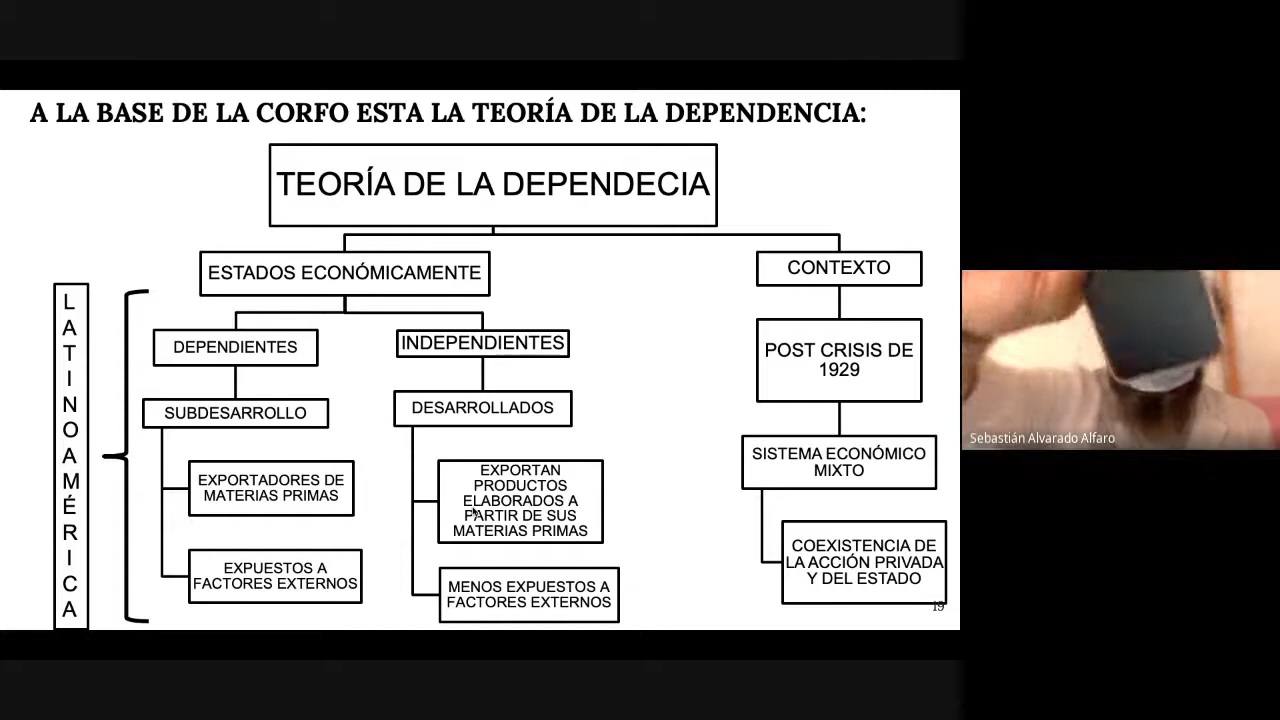 A LA BASE DE LA CORFO ESTA LA TEORÍA DE LA DEPENDENCIA:
TEORÍA DE LA DEPENDECIA
ESTADOS ECONÓMICAMENTE
CONTEXTO
LATINOAMÉRICA
DEPENDIENTES
INDEPENDIENTES
POST CRISIS DE
1929
SUBDESARROLLO
DESARROLLADOS
SISTEMA ECONÓMICO
MIXTO
EXPORTADORES DE
MATERIAS PRIMAS
EXPORTAN
PRODUCTOS
ELABORADOS A
PARTIR DE SUS
MATERIAS PRIMAS
COEXISTENCIA DE
LA ACCIÓN PRIVADA
Y DEL ESTADO
EXPUESTOS A
FACTORES EXTERNOS
MENOS EXPUESTOS A
FACTORES EXTERNOS
19
Sebastián Alvarado Alfaro